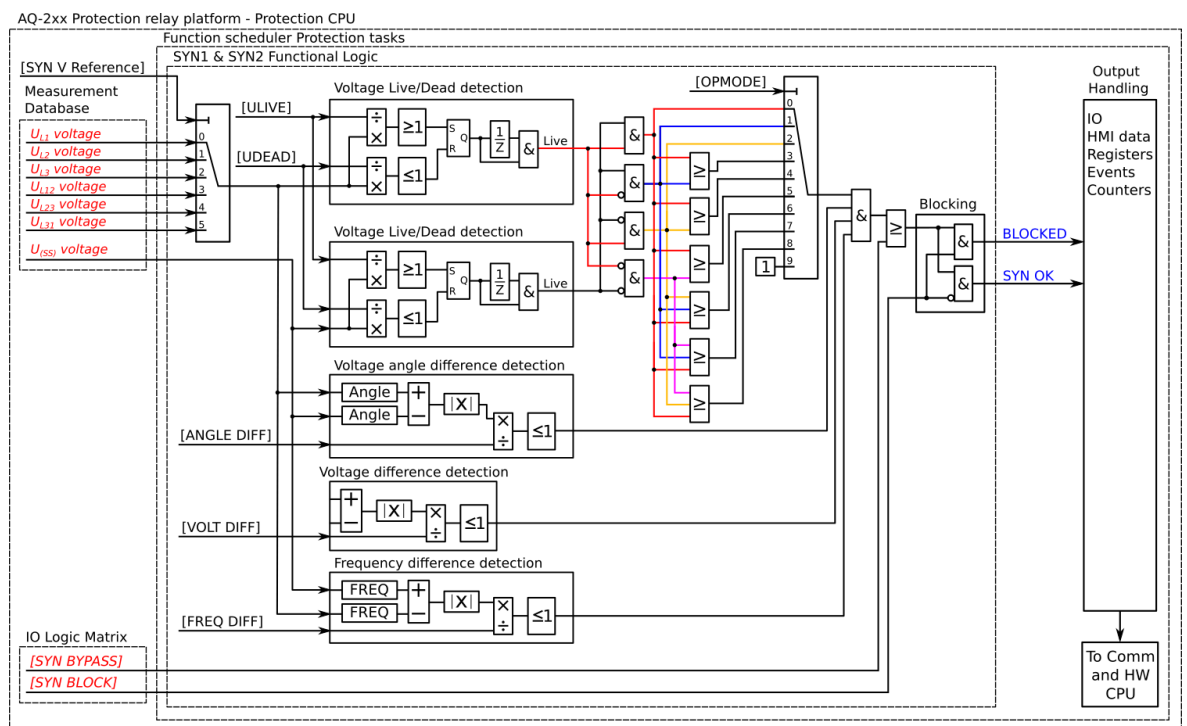 AQ-2xx Protection relay platform - Protection CPU
Function scheduler Protection tasks
SYN1 & SYN2 Functional Logic
[SYN V Reference]
Measurement
Database
UL1 voltage
UL2 voltage
UL3 voltage
UL12 voltage
UL23 voltage
UL31 voltage
U(SS) voltage
0
1
2
3
4
5
[ULIVE]
[UDEAD]
Voltage Live/Dead detection
÷
×
≥1
÷
×
≤1
S
R
Q
1
Z
&
Live
Voltage Live/Dead detection
÷
×
≥1
÷
×
≤1
S
R
Q
1
Z
&
Live
Voltage angle difference detection
Angle
Angle
+
−
|X|
×
÷
≤1
[ANGLE DIFF]
Voltage difference detection
+
−
|X|
×
÷
≤1
[VOLT DIFF]
Frequency difference detection
FREQ
FREQ
+
−
|X|
×
÷
≤1
[FREQ DIFF]
&
&
&
&
≥
≥
≥
≥
≥
≥
[OPMODE]
0
1
2
3
4
5
6
7
8
9
1
&
≥
Blocking
&
&
BLOCKED
SYN OK
Output
Handling
IO
HMI data
Registers
Events
Counters
To Comm
and HW
CPU
IO Logic Matrix
[SYN BYPASS]
[SYN BLOCK]